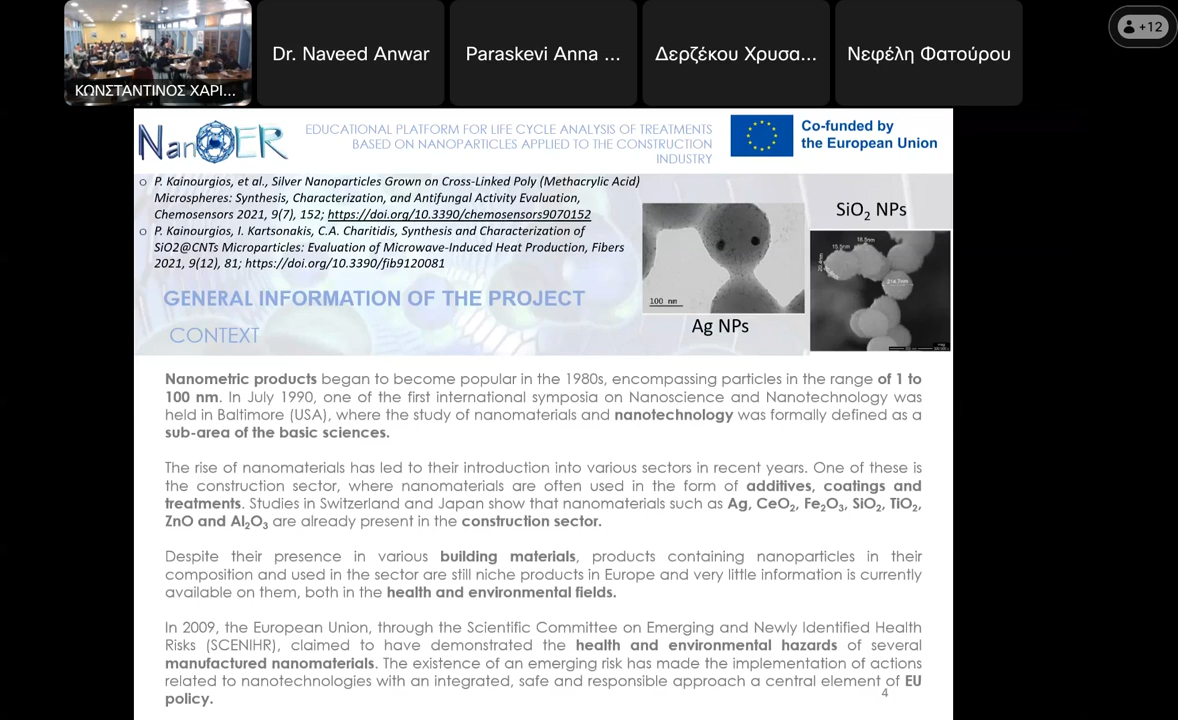 ΚΩΝΣΤΑΝΤΙΝΟΣ ΧΑΡΙ...
Dr. Naveed Anwar
Paraskevi Anna ...
Δερζέκου Χρυσα...
Νεφέλη Φατούρου
+12
NanOER
EDUCATIONAL PLATFORM FOR LIFE CYCLE ANALYSIS OF TREATMENTS
BASED ON NANOPARTICLES APPLIED TO THE CONSTRUCTION
INDUSTRY
Co-funded by
the European Union
o P. Kainourgios, et al., Silver Nanoparticles Grown on Cross-Linked Poly (Methacrylic Acid)
Microspheres: Synthesis, Characterization, and Antifungal Activity Evaluation,
Chemosensors 2021, 9(7), 152; https://doi.org/10.3390/chemosensors9070152
o P. Kainourgios, I. Kartsonakis, C.A. Charitidis, Synthesis and Characterization of
SiO2@CNTs Microparticles: Evaluation of Microwave-Induced Heat Production, Fibers
2021, 9(12), 81; https://doi.org/10.3390/fib9120081
GENERAL INFORMATION OF THE PROJECT
CONTEXT
100 nm
Ag NPs
SiO₂ NPs
Nanometric products began to become popular in the 1980s, encompassing particles in the range of 1 to
100 nm. In July 1990, one of the first international symposia on Nanoscience and Nanotechnology was
held in Baltimore (USA), where the study of nanomaterials and nanotechnology was formally defined as a
sub-area of the basic sciences.
The rise of nanomaterials has led to their introduction into various sectors in recent years. One of these is
the construction sector, where nanomaterials are often used in the form of additives, coatings and
treatments. Studies in Switzerland and Japan show that nanomaterials such as Ag, CeO₂, Fe₂O₃, SiO₂, TiO₂,
ZnO and Al₂O₃ are already present in the construction sector.
Despite their presence in various building materials, products containing nanoparticles in their
composition and used in the sector are still niche products in Europe and very little information is currently
available on them, both in the health and environmental fields.
In 2009, the European Union, through the Scientific Committee on Emerging and Newly Identified Health
Risks (SCENIHR), claimed to have demonstrated the health and environmental hazards of several
manufactured nanomaterials. The existence of an emerging risk has made the implementation of actions
related to nanotechnologies with an integrated, safe and responsible approach a central element of EU
policy.
4